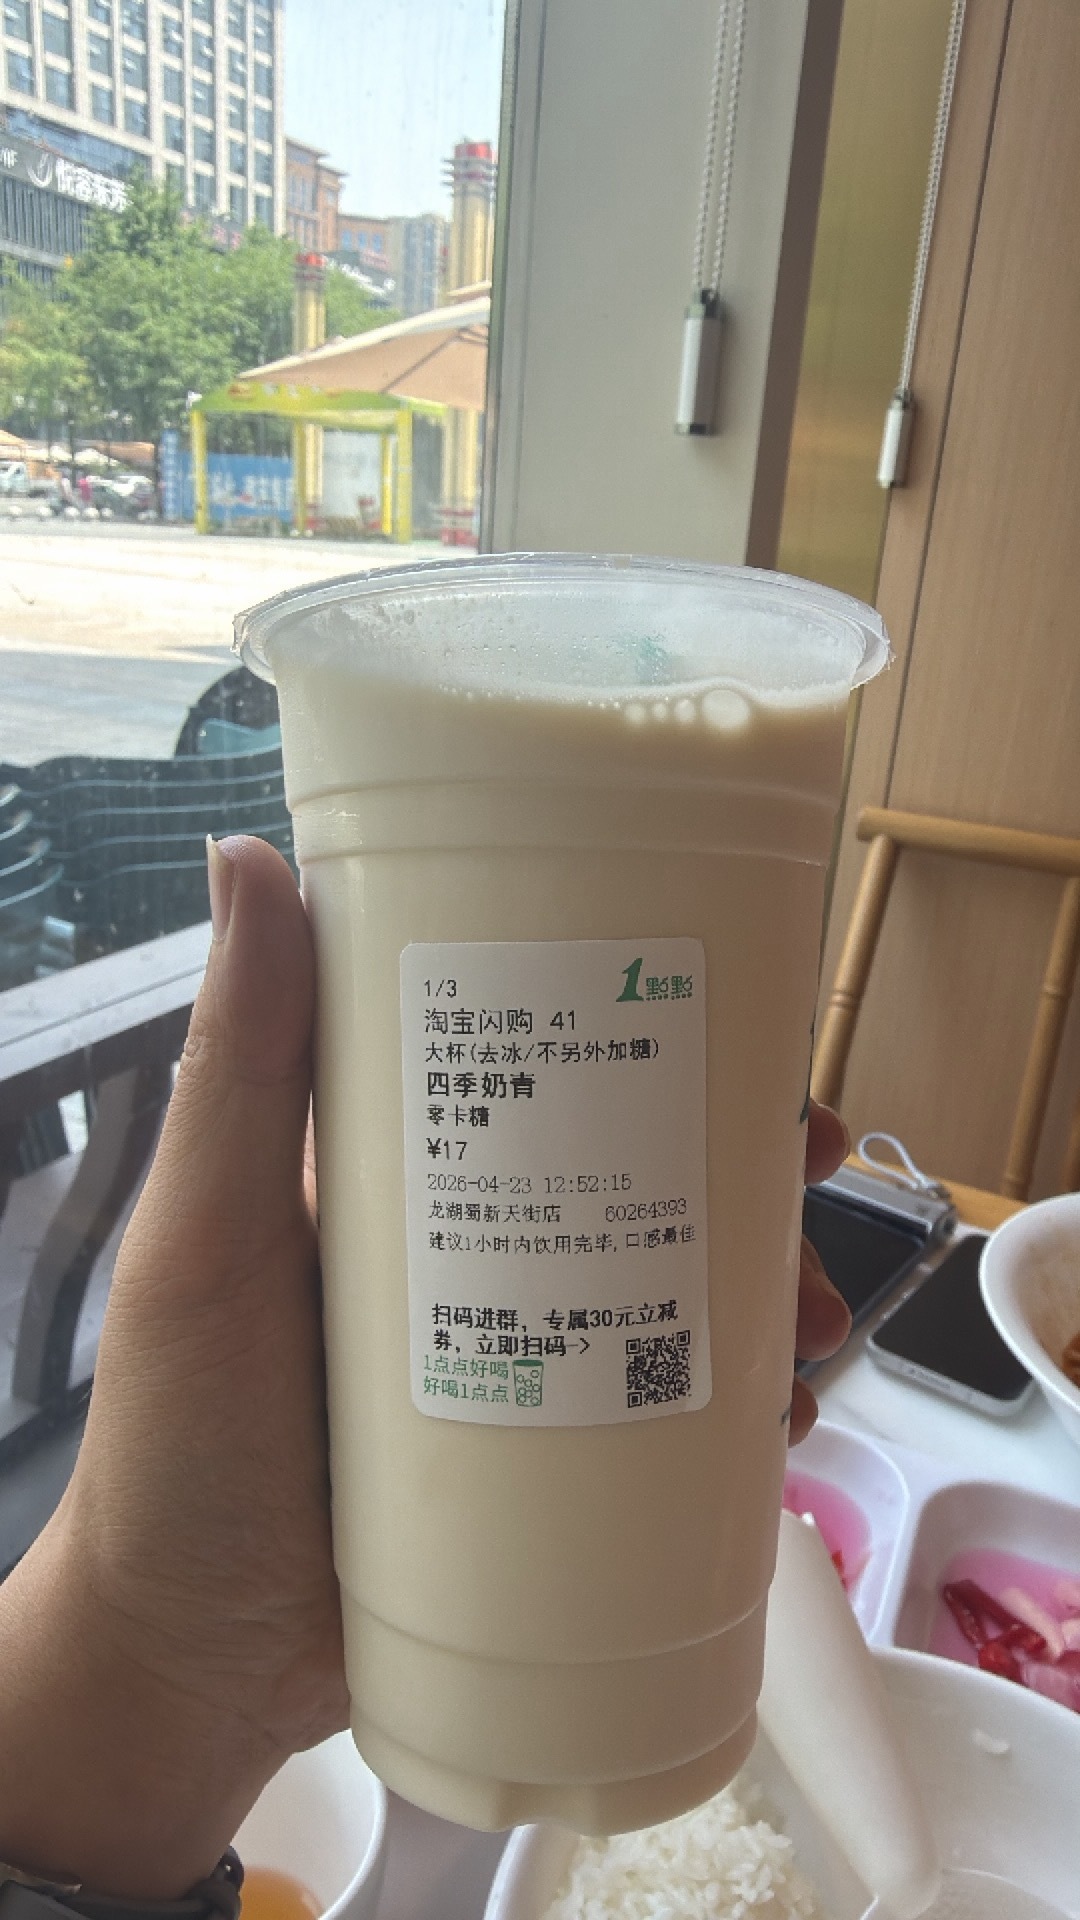 1/3
1點點
淘宝闪购 41
大杯(去冰/不另外加糖)
四季奶青
零卡糖
¥17
2026-04-23 12:52:15
龙湖蜀新天街店 60264393
建议1小时内饮用完毕,口感最佳
扫码进群，专属30元立减
券，立即扫码->
1点点好喝
好喝1点点